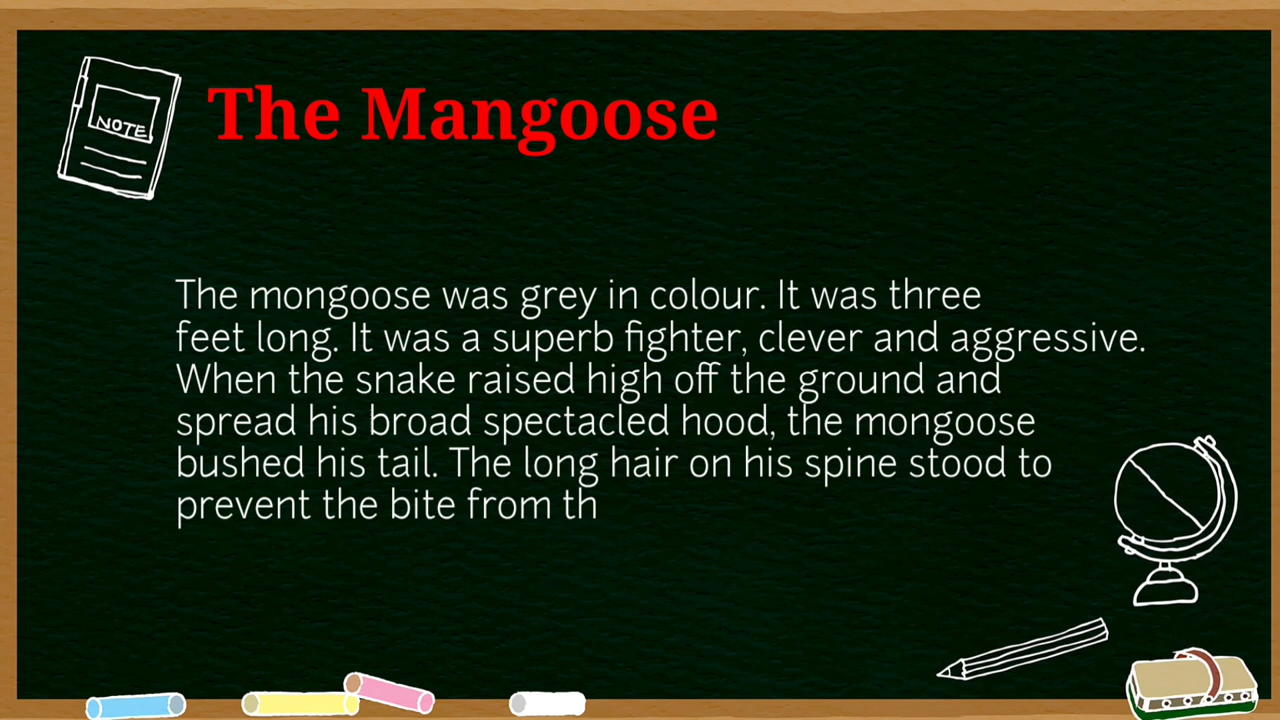 NOTE
The Mangoose
The mongoose was grey in colour. It was three
feet long. It was a superb fighter, clever and aggressive.
When the snake raised high off the ground and
spread his broad spectacled hood, the mongoose
bushed his tail. The long hair on his spine stood to
prevent the bite from th